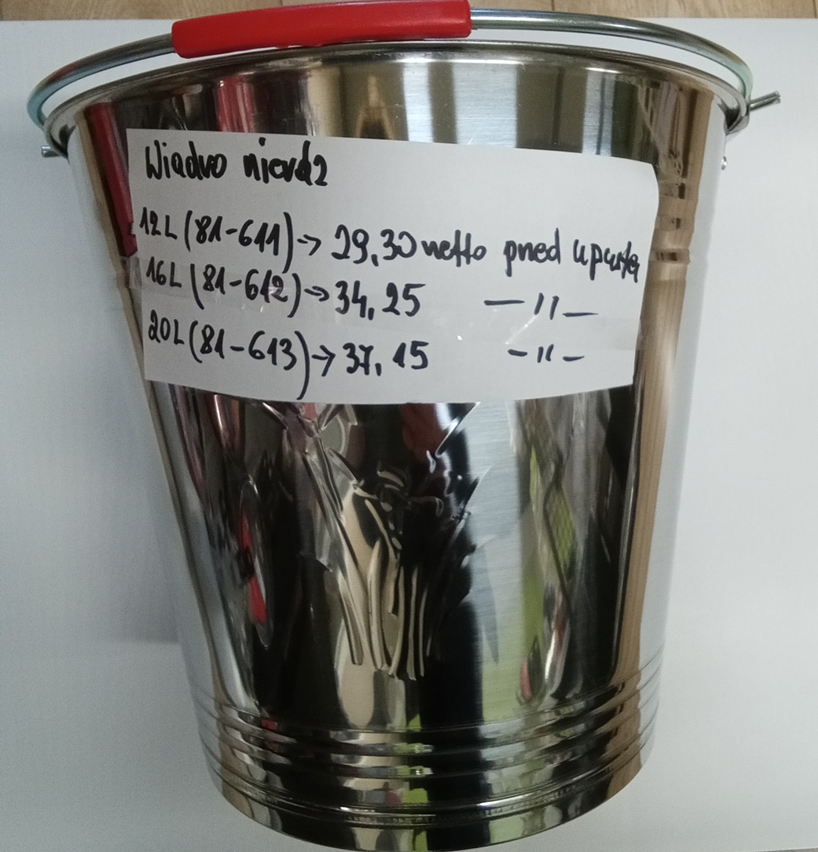 Wiadro nierdz
12L (81-611) → 29,30 netto przed upustem
16L (81-612) → 34,25 — 〃 —
20L (81-613) → 37,15 - 〃 -